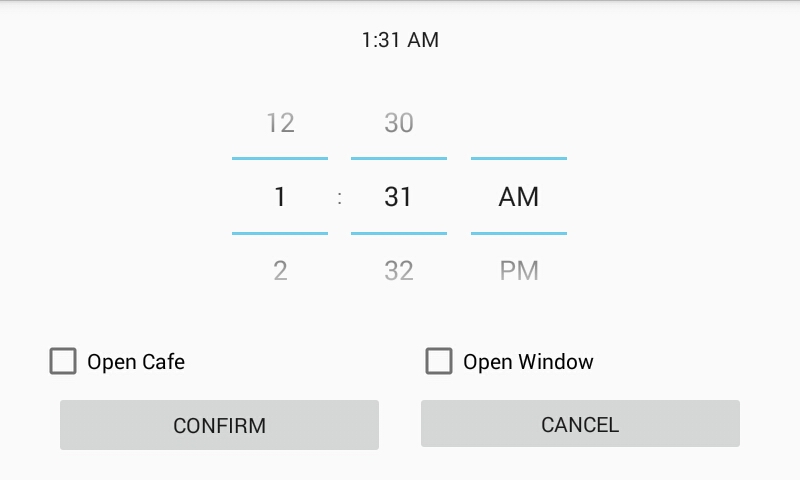 1:31 AM
12 30
1 : 31 AM
2 32 PM
Open Cafe Open Window
CONFIRM CANCEL